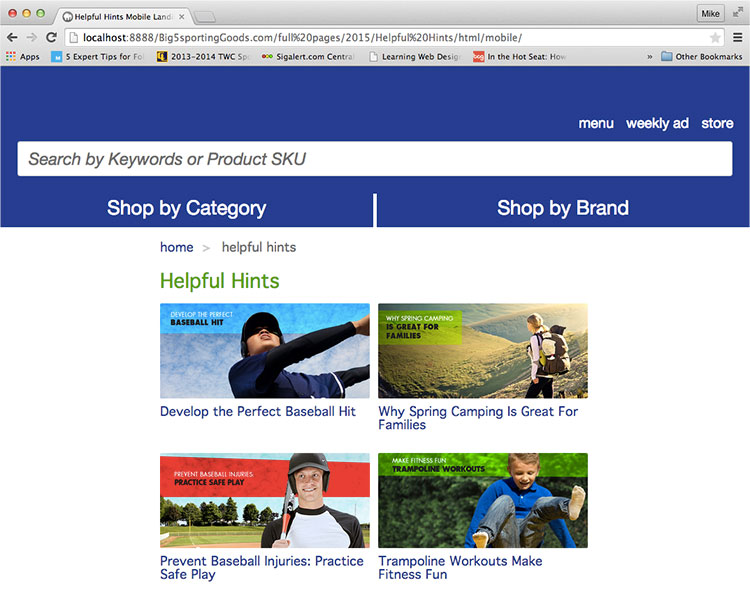 Helpful Hints Mobile Landi
Mike
localhost:8888/Big5sportingGoods.com/full%20pages/2015/Helpful%20Hints/html/mobile/
Apps 5 Expert Tips for Fol 2013-2014 TWC Spo Sigalert.com Central Learning Web Desig In the Hot Seat: How » Other Bookmarks
menu weekly ad store
Search by Keywords or Product SKU
Shop by Category Shop by Brand
home > helpful hints
Helpful Hints
DEVELOP THE PERFECT
BASEBALL HIT
WHY SPRING CAMPING
IS GREAT FOR
FAMILIES
Develop the Perfect Baseball Hit
Why Spring Camping Is Great For
Families
PREVENT BASEBALL INJURIES:
PRACTICE SAFE PLAY
MAKE FITNESS FUN
TRAMPOLINE WORKOUTS
Prevent Baseball Injuries: Practice
Safe Play
Trampoline Workouts Make
Fitness Fun